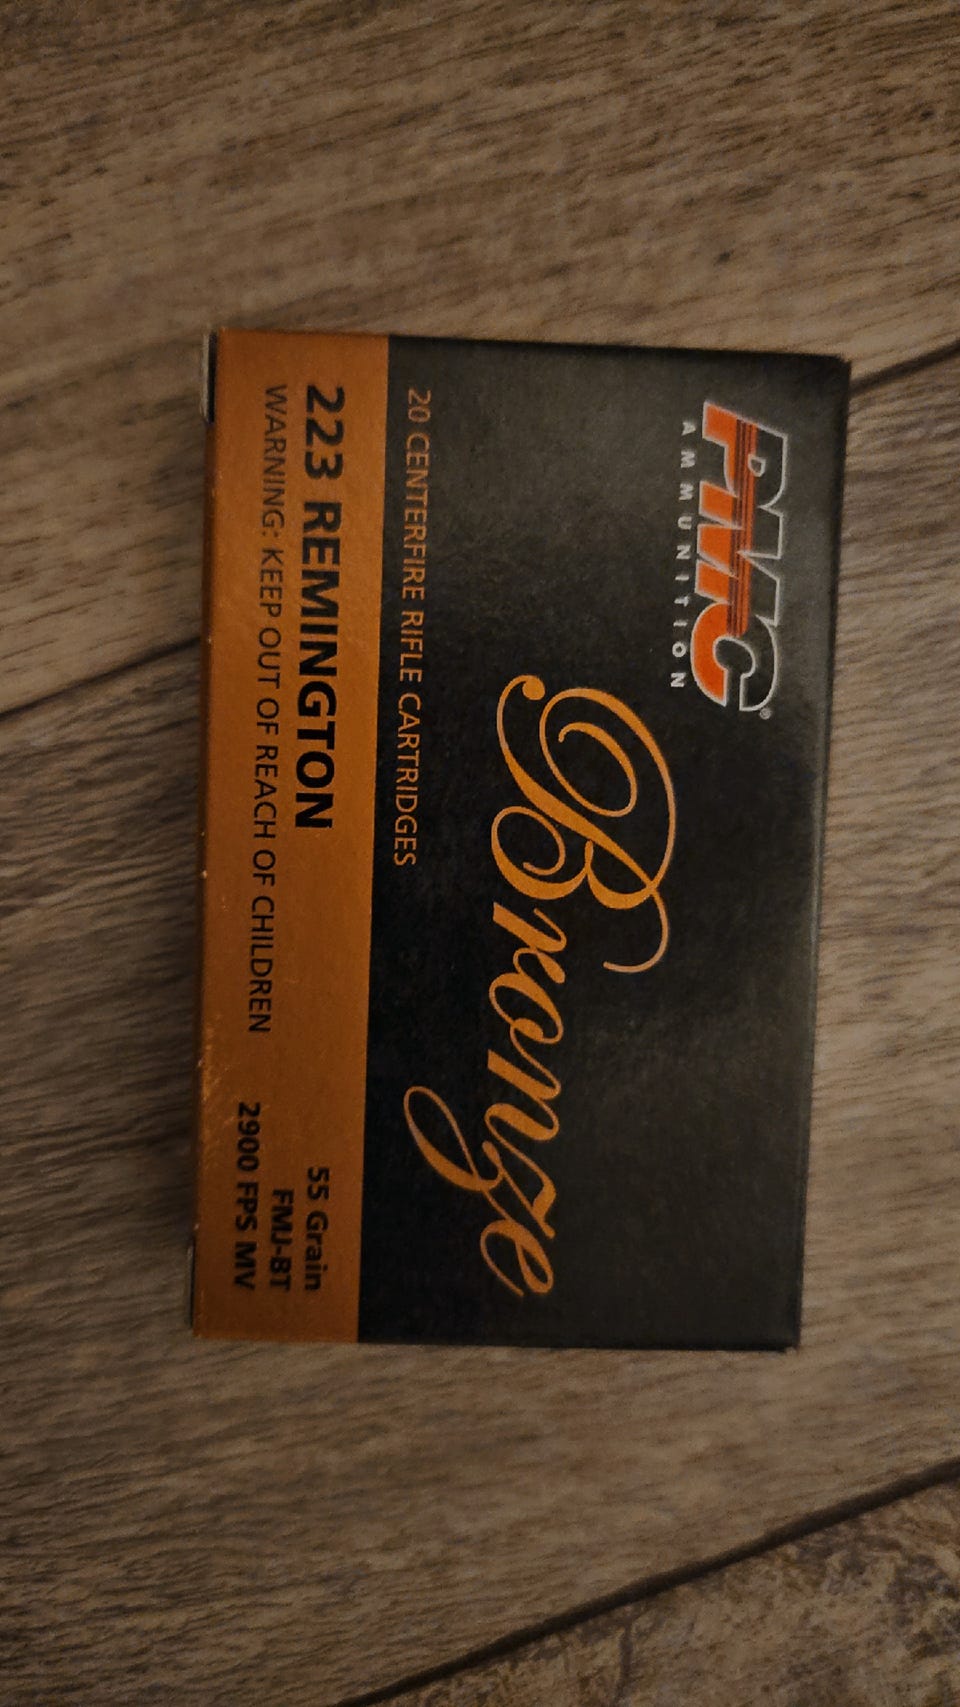 PMC®
AMMUNITION
Bronze
20 CENTERFIRE RIFLE CARTRIDGES
223 REMINGTON
WARNING: KEEP OUT OF REACH OF CHILDREN
55 Grain
FMJ-BT
2900 FPS MV